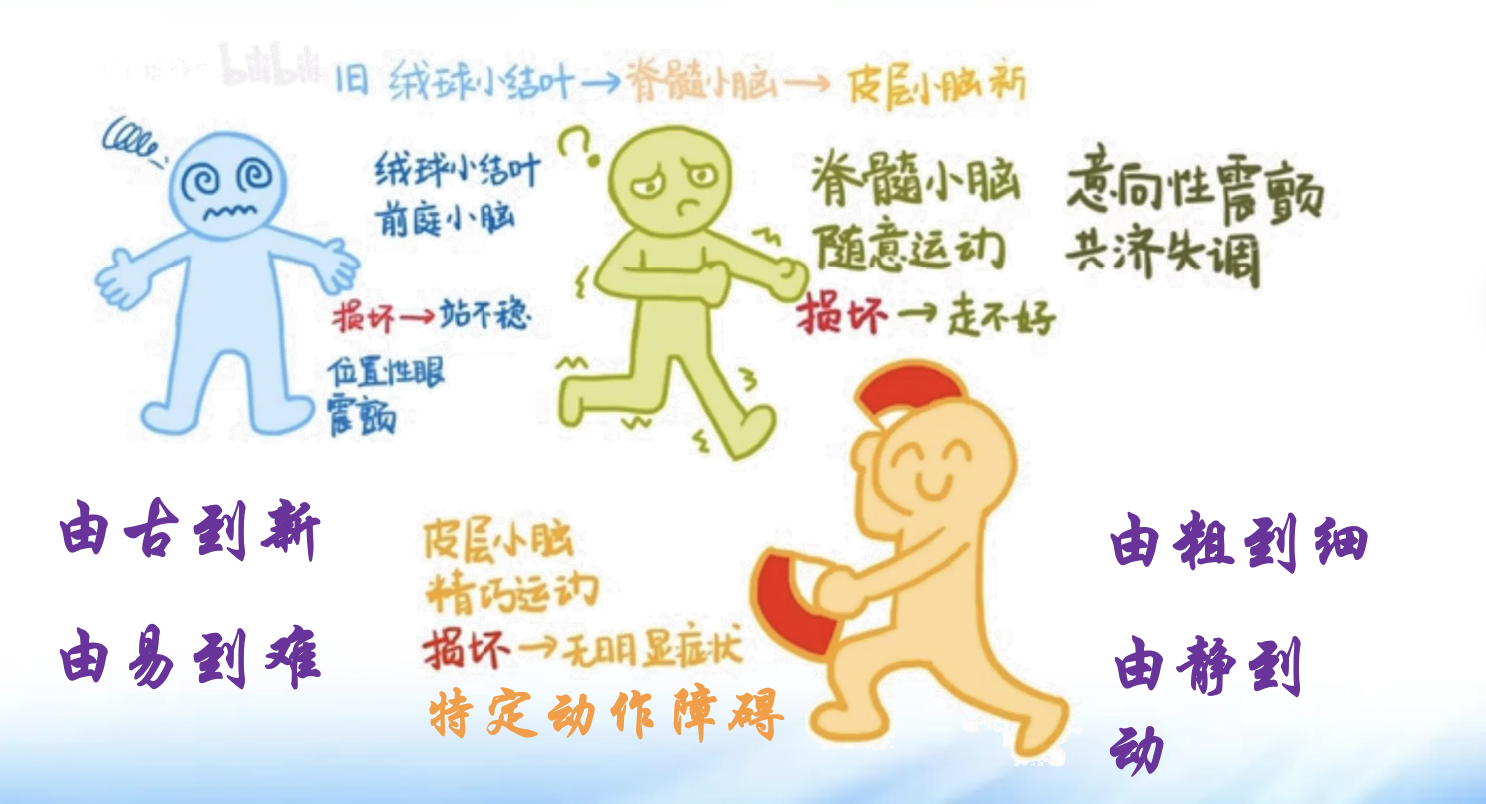 bilibili
旧 绒球小结叶→脊髓小脑→皮层小脑 新
绒球小结叶
前庭小脑
损坏→站不稳
位置性眼
震颤
脊髓小脑
随意运动
损坏→走不好
意向性震颤
共济失调
由古到新
由易到难
皮层小脑
精巧运动
损坏→无明显症状
特定动作障碍
由粗到细
由静到
动